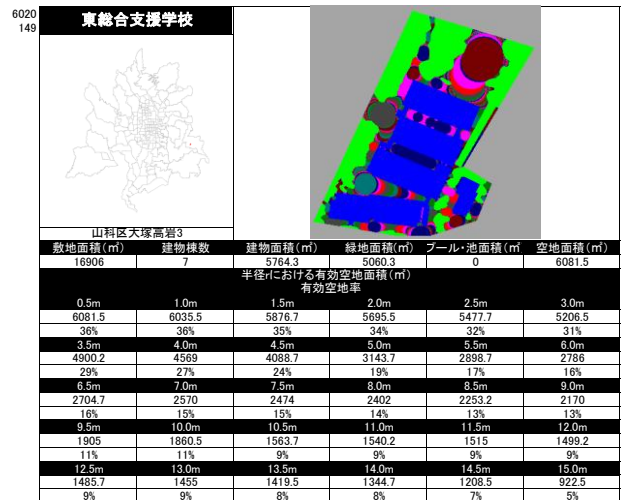 6020
149
東総合支援学校
山科区大塚高岩3
敷地面積(㎡) 建物棟数 建物面積(㎡) 緑地面積(㎡) プール・池面積(㎡ 空地面積(㎡)
16906 7 5764.3 5060.3 0 6081.5
半径rにおける有効空地面積(㎡)
有効空地率
0.5m 1.0m 1.5m 2.0m 2.5m 3.0m
6081.5 6035.5 5876.7 5695.5 5477.7 5206.5
36% 36% 35% 34% 32% 31%
3.5m 4.0m 4.5m 5.0m 5.5m 6.0m
4900.2 4569 4088.7 3143.7 2898.7 2786
29% 27% 24% 19% 17% 16%
6.5m 7.0m 7.5m 8.0m 8.5m 9.0m
2704.7 2570 2474 2402 2253.2 2170
16% 15% 15% 14% 13% 13%
9.5m 10.0m 10.5m 11.0m 11.5m 12.0m
1905 1860.5 1563.7 1540.2 1515 1499.2
11% 11% 9% 9% 9% 9%
12.5m 13.0m 13.5m 14.0m 14.5m 15.0m
1485.7 1455 1419.5 1344.7 1208.5 922.5
9% 9% 8% 8% 7% 5%